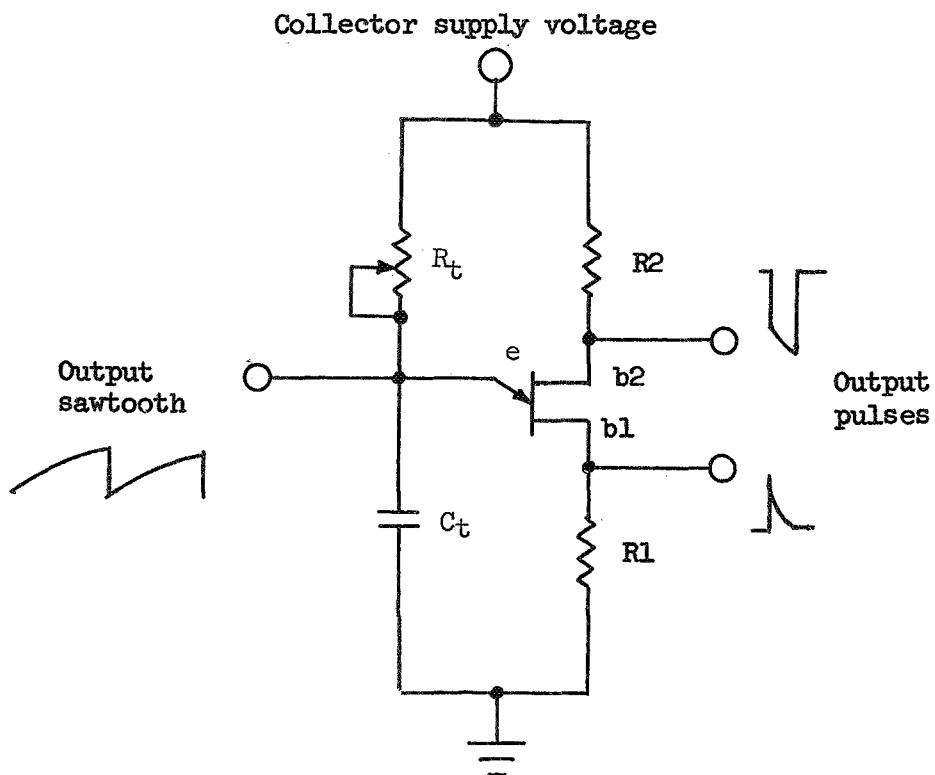 Collector supply voltage
Rt
R2
e
b2
Output
sawtooth
Output
pulses
b1
Ct
R1